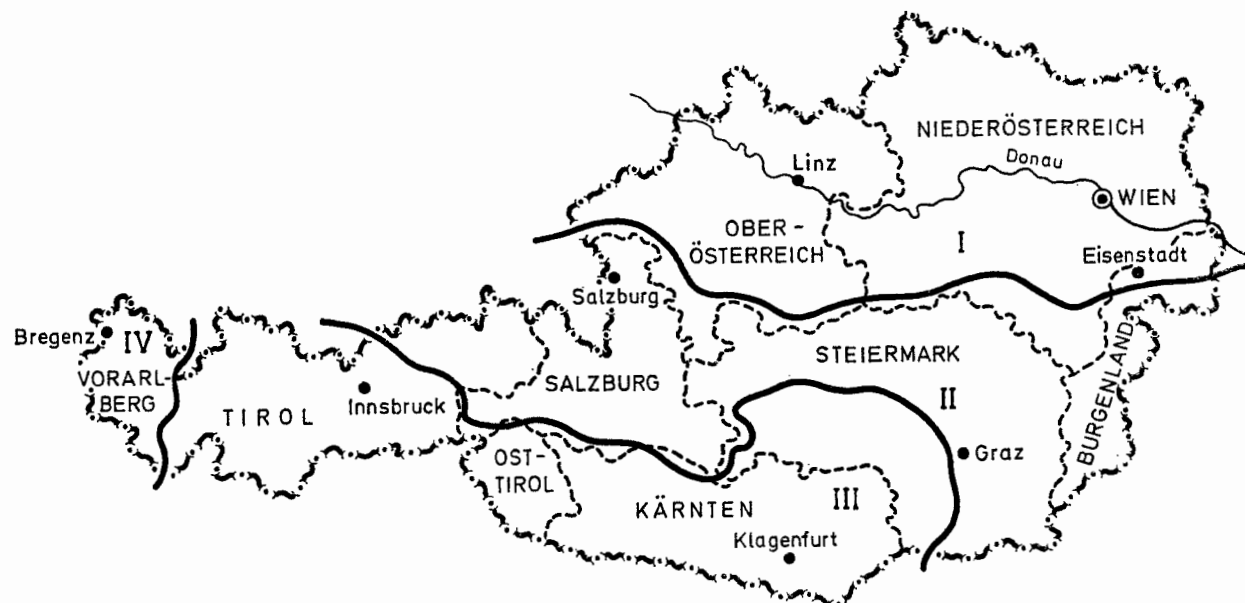 NIEDERÖSTERREICH
Donau
Linz
WIEN
OBER-
ÖSTERREICH
I
Eisenstadt
Salzburg
Bregenz
IV
VORARL-
BERG
TIROL
Innsbruck
SALZBURG
STEIERMARK
II
BURGENLAND
Graz
OST-
TIROL
KÄRNTEN
III
Klagenfurt